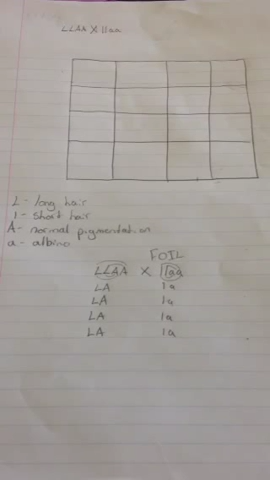 LLAA X llaa
L - long hair
l - short hair
A - normal pigmentation
a - albino
FOIL
LLAA X llaa
LA la
LA la
LA la
LA la